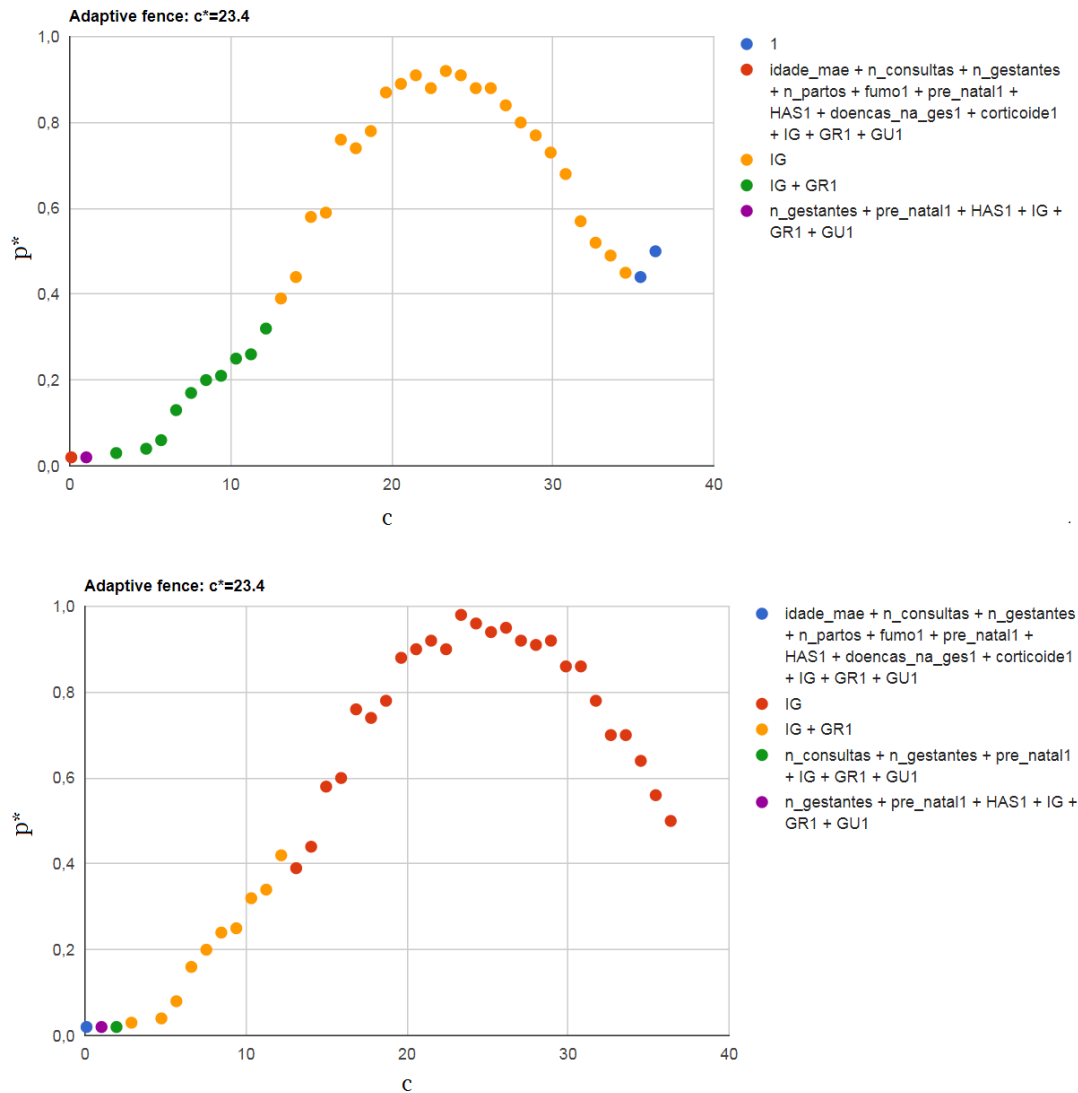 Adaptive fence: c*=23.4
1,0
0,8
0,6
0,4
0,2
0,0
p*
0
10
20
30
40
c
1
idade_mae + n_consultas + n_gestantes
+ n_partos + fumo1 + pre_natal1 +
HAS1 + doencas_na_ges1 + corticoide1
+ IG + GR1 + GU1
IG
IG + GR1
n_gestantes + pre_natal1 + HAS1 + IG +
GR1 + GU1
.
Adaptive fence: c*=23.4
1,0
0,8
0,6
0,4
0,2
0,0
p*
0
10
20
30
40
c
idade_mae + n_consultas + n_gestantes
+ n_partos + fumo1 + pre_natal1 +
HAS1 + doencas_na_ges1 + corticoide1
+ IG + GR1 + GU1
IG
IG + GR1
n_consultas + n_gestantes + pre_natal1
+ IG + GR1 + GU1
n_gestantes + pre_natal1 + HAS1 + IG +
GR1 + GU1